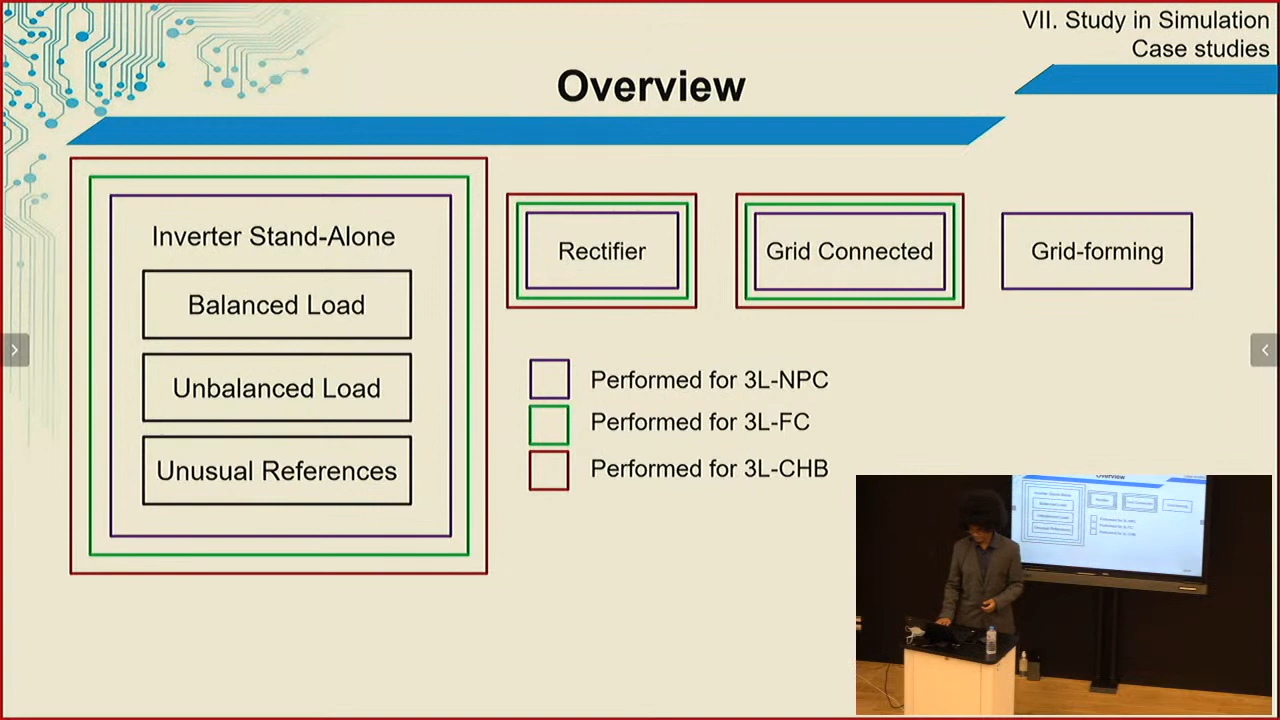 VII. Study in Simulation
Case studies
Overview
Inverter Stand-Alone
Balanced Load
Unbalanced Load
Unusual References
Rectifier
Grid Connected
Grid-forming
Performed for 3L-NPC
Performed for 3L-FC
Performed for 3L-CHB